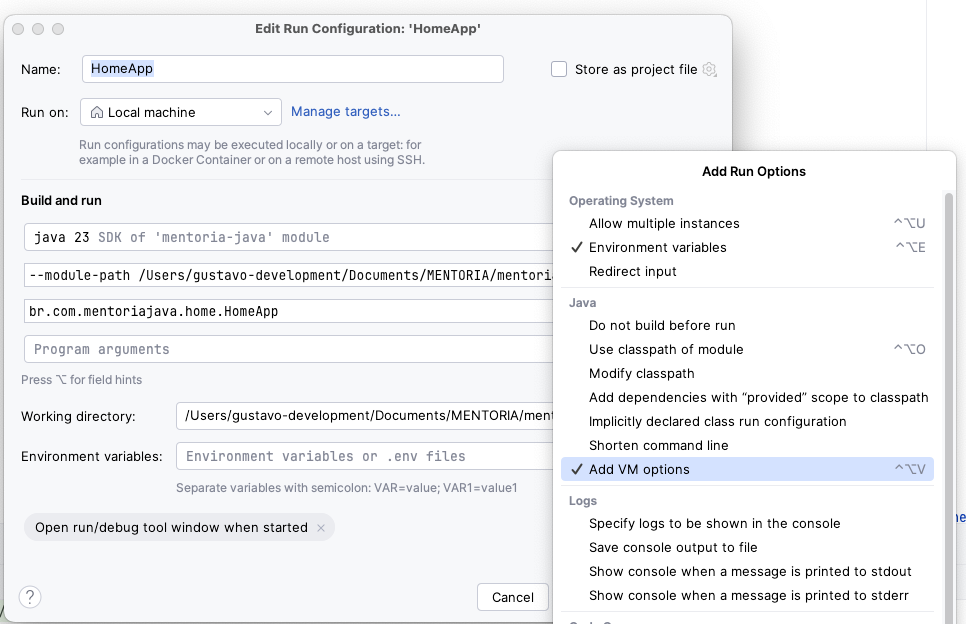 Edit Run Configuration: 'HomeApp'
Name:
HomeApp
Store as project file
Run on:
Local machine
Manage targets...
Run configurations may be executed locally or on a target: for
example in a Docker Container or on a remote host using SSH.
Build and run
java 23 SDK of 'mentoria-java' module
--module-path /Users/gustavo-development/Documents/MENTORIA/mentoria
br.com.mentoriajava.home.HomeApp
Program arguments
Press ⌥ for field hints
Working directory:
/Users/gustavo-development/Documents/MENTORIA/ment
Environment variables:
Environment variables or .env files
Separate variables with semicolon: VAR=value; VAR1=value1
Open run/debug tool window when started ×
?
Cancel
Add Run Options
Operating System
Allow multiple instances ⌃⌥U
✓ Environment variables ⌃⌥E
Redirect input
Java
Do not build before run
Use classpath of module ⌃⌥O
Modify classpath
Add dependencies with “provided” scope to classpath
Implicitly declared class run configuration
Shorten command line
✓ Add VM options ⌃⌥V
Logs
Specify logs to be shown in the console
Save console output to file
Show console when a message is printed to stdout
Show console when a message is printed to stderr